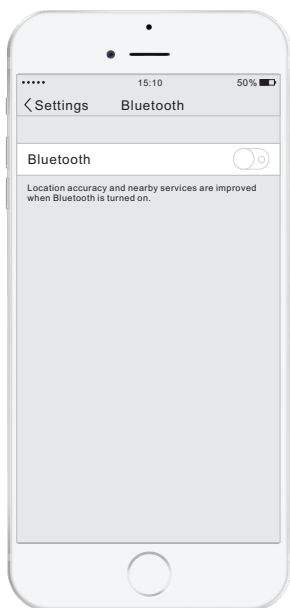 15:10 50%
Settings Bluetooth
Bluetooth
Location accuracy and nearby services are improved
when Bluetooth is turned on.